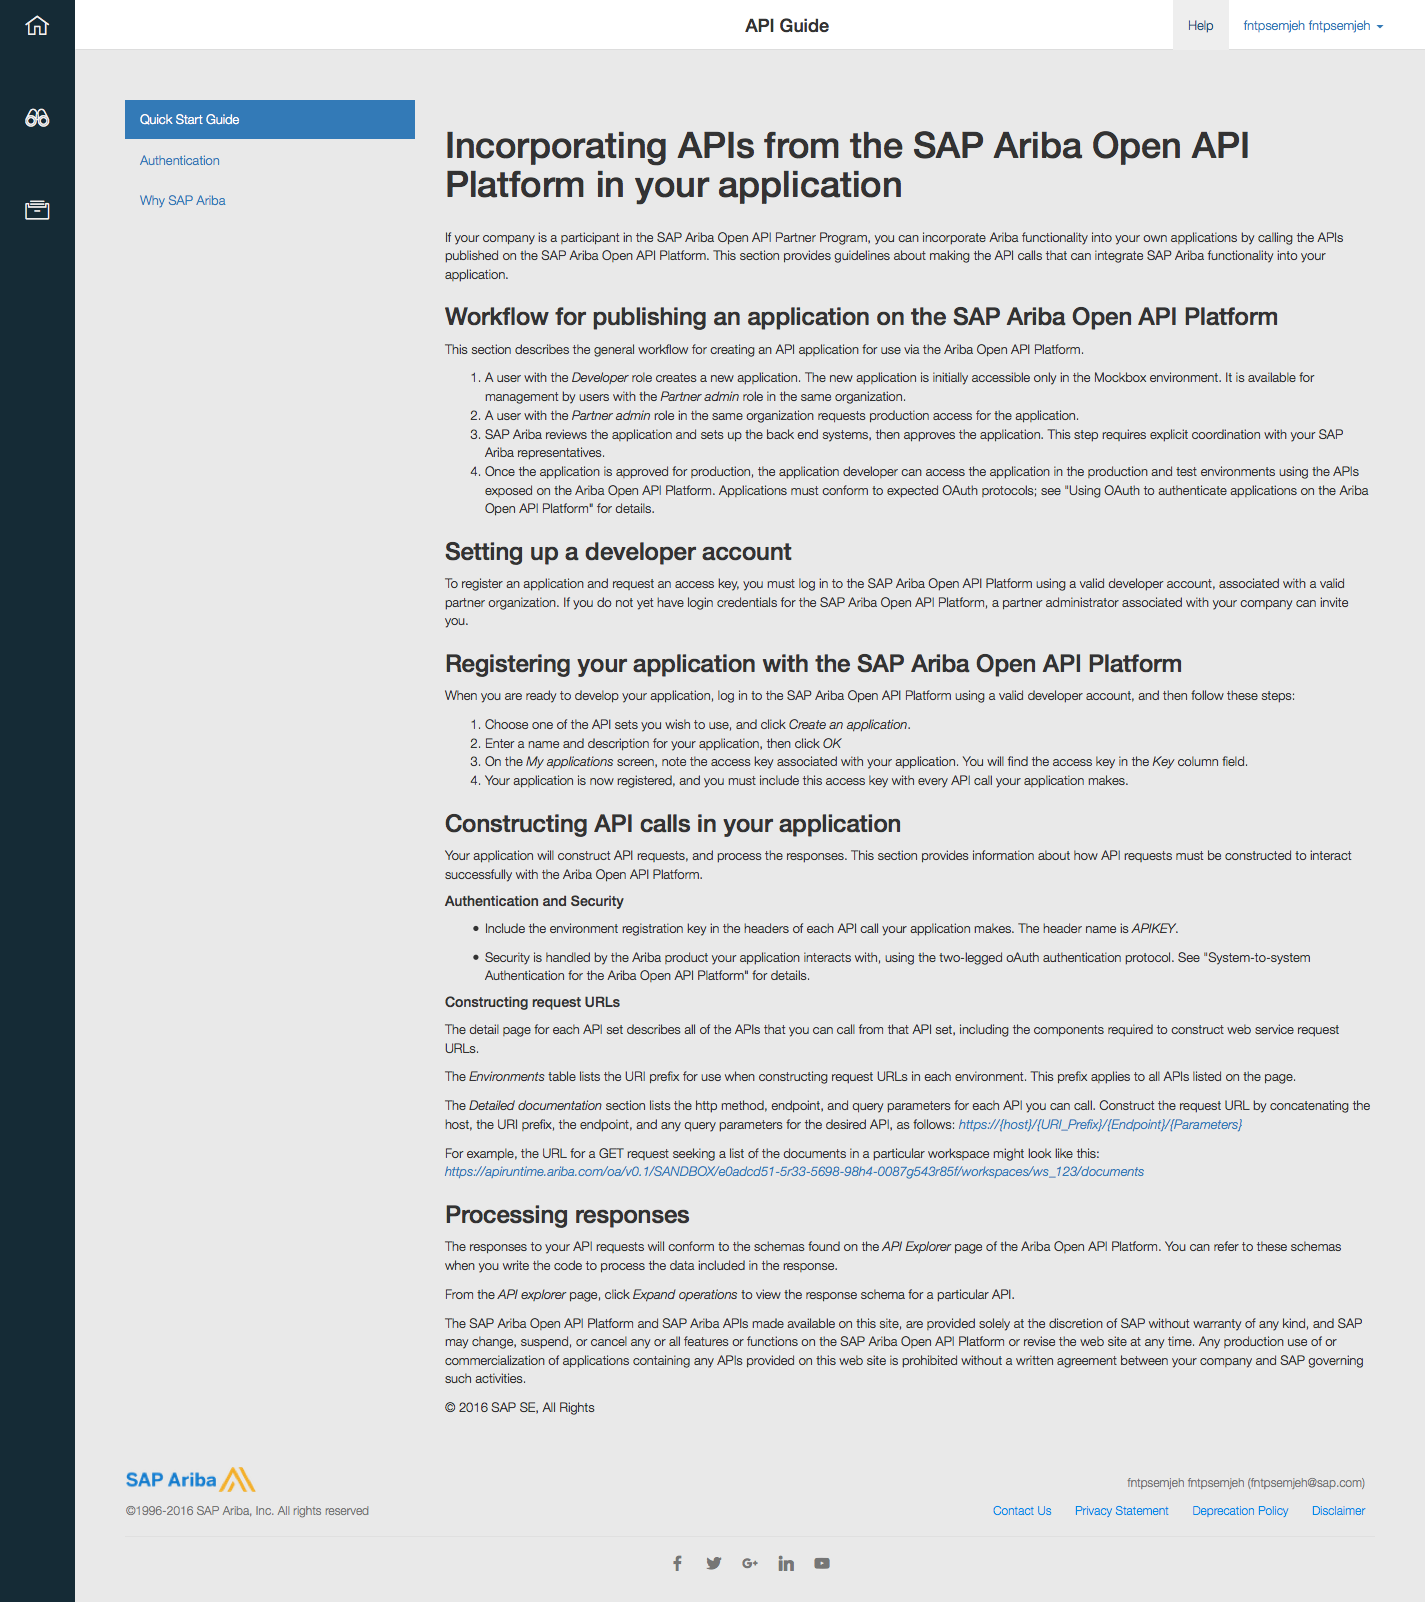 API Guide
Help
fntpsemjeh fntpsemjeh
Quick Start Guide
Authentication
Why SAP Ariba
Incorporating APIs from the SAP Ariba Open API
Platform in your application
If your company is a participant in the SAP Ariba Open API Partner Program, you can incorporate Ariba functionality into your own applications by calling the APIs
published on the SAP Ariba Open API Platform. This section provides guidelines about making the API calls that can integrate SAP Ariba functionality into your
application.
Workflow for publishing an application on the SAP Ariba Open API Platform
This section describes the general workflow for creating an API application for use via the Ariba Open API Platform.
1. A user with the Developer role creates a new application. The new application is initially accessible only in the Mockbox environment. It is available for
management by users with the Partner admin role in the same organization.
2. A user with the Partner admin role in the same organization requests production access for the application.
3. SAP Ariba reviews the application and sets up the back end systems, then approves the application. This step requires explicit coordination with your SAP
Ariba representatives.
4. Once the application is approved for production, the application developer can access the application in the production and test environments using the APIs
exposed on the Ariba Open API Platform. Applications must conform to expected OAuth protocols; see "Using OAuth to authenticate applications on the Ariba
Open API Platform" for details.
Setting up a developer account
To register an application and request an access key, you must log in to the SAP Ariba Open API Platform using a valid developer account, associated with a valid
partner organization. If you do not yet have login credentials for the SAP Ariba Open API Platform, a partner administrator associated with your company can invite
you.
Registering your application with the SAP Ariba Open API Platform
When you are ready to develop your application, log in to the SAP Ariba Open API Platform using a valid developer account, and then follow these steps:
1. Choose one of the API sets you wish to use, and click Create an application.
2. Enter a name and description for your application, then click OK
3. On the My applications screen, note the access key associated with your application. You will find the access key in the Key column field.
4. Your application is now registered, and you must include this access key with every API call your application makes.
Constructing API calls in your application
Your application will construct API requests, and process the responses. This section provides information about how API requests must be constructed to interact
successfully with the Ariba Open API Platform.
Authentication and Security
• Include the environment registration key in the headers of each API call your application makes. The header name is APIKEY.
• Security is handled by the Ariba product your application interacts with, using the two-legged oAuth authentication protocol. See "System-to-system
Authentication for the Ariba Open API Platform" for details.
Constructing request URLs
The detail page for each API set describes all of the APIs that you can call from that API set, including the components required to construct web service request
URLs.
The Environments table lists the URI prefix for use when constructing request URLs in each environment. This prefix applies to all APIs listed on the page.
The Detailed documentation section lists the http method, endpoint, and query parameters for each API you can call. Construct the request URL by concatenating the
host, the URI prefix, the endpoint, and any query parameters for the desired API, as follows: https://{host}/{URI_Prefix}/{Endpoint}/{Parameters}
For example, the URL for a GET request seeking a list of the documents in a particular workspace might look like this:
https://apiruntime.ariba.com/oa/v0.1/SANDBOX/e0adcd51-5r33-5698-98h4-0087g543r85f/workspaces/ws_123/documents
Processing responses
The responses to your API requests will conform to the schemas found on the API Explorer page of the Ariba Open API Platform. You can refer to these schemas
when you write the code to process the data included in the response.
From the API explorer page, click Expand operations to view the response schema for a particular API.
The SAP Ariba Open API Platform and SAP Ariba APIs made available on this site, are provided solely at the discretion of SAP without warranty of any kind, and SAP
may change, suspend, or cancel any or all features or functions on the SAP Ariba Open API Platform or revise the web site at any time. Any production use of or
commercialization of applications containing any APIs provided on this web site is prohibited without a written agreement between your company and SAP governing
such activities.
© 2016 SAP SE, All Rights
SAP Ariba
fntpsemjeh fntpsemjeh (fntpsemjeh@sap.com)
©1996-2016 SAP Ariba, Inc. All rights reserved
Contact Us
Privacy Statement
Deprecation Policy
Disclaimer